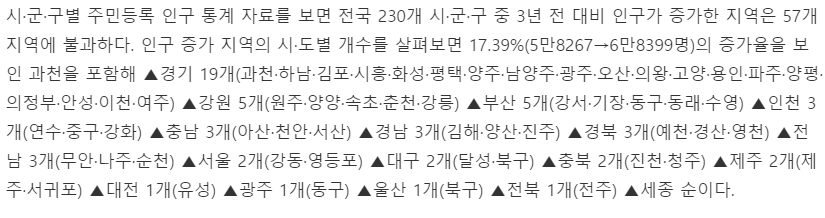 시·군·구별 주민등록 인구 통계 자료를 보면 전국 230개 시·군·구 중 3년 전 대비 인구가 증가한 지역은 57개
지역에 불과하다. 인구 증가 지역의 시·도별 개수를 살펴보면 17.39%(5만8267→6만8399명)의 증가율을 보
인 과천을 포함해 ▲경기 19개(과천·하남·김포·시흥·화성·평택·양주·남양주·광주·오산·의왕·고양·용인·파주·양평·
의정부·안성·이천·여주) ▲강원 5개(원주·양양·속초·춘천·강릉) ▲부산 5개(강서·기장·동구·동래·수영) ▲인천 3
개(연수·중구·강화) ▲충남 3개(아산·천안·서산) ▲경남 3개(김해·양산·진주) ▲경북 3개(예천·경산·영천) ▲전
남 3개(무안·나주·순천) ▲서울 2개(강동·영등포) ▲대구 2개(달성·북구) ▲충북 2개(진천·청주) ▲제주 2개(제
주·서귀포) ▲대전 1개(유성) ▲광주 1개(동구) ▲울산 1개(북구) ▲전북 1개(전주) ▲세종 순이다.